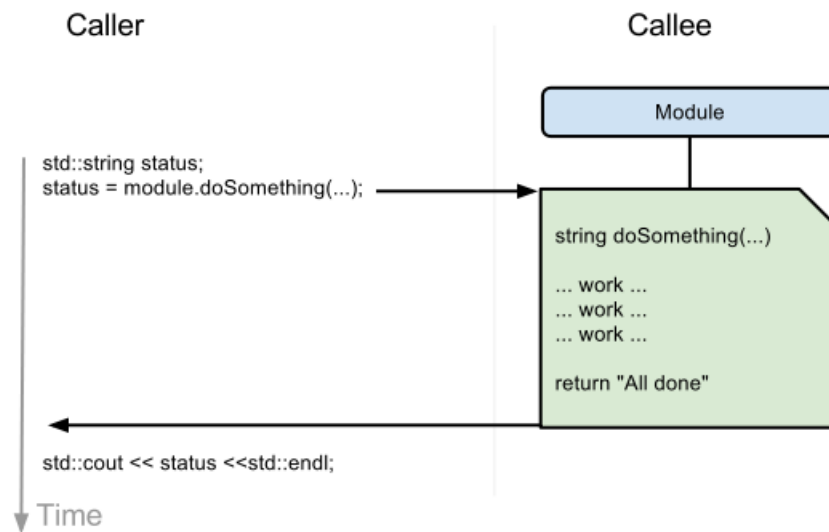 Caller
Callee
Module
std::string status;
status = module.doSomething(...);
string doSomething(...)
... work ...
... work ...
... work ...
return "All done"
std::cout << status <<std::endl;
Time